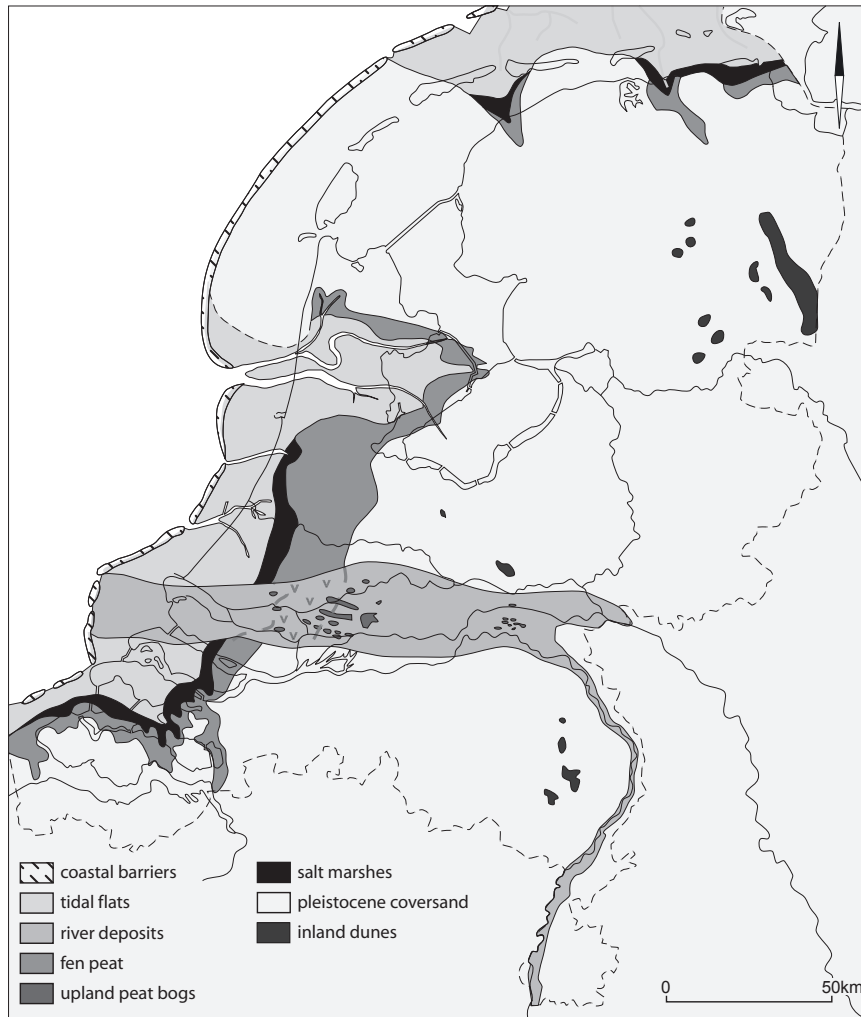 coastal barriers
tidal flats
river deposits
fen peat
upland peat bogs
salt marshes
pleistocene coversand
inland dunes
0 50km